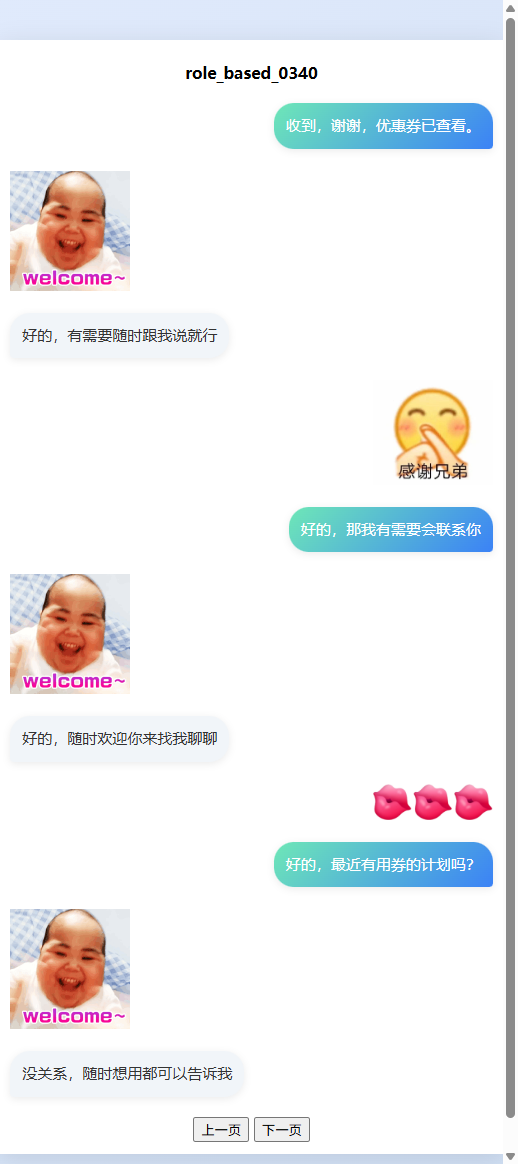 role_based_0340
收到，谢谢，优惠券已查看。
welcome~
好的，有需要随时跟我说就行
感谢兄弟
好的，那我有需要会联系你
welcome~
好的，随时欢迎你来找我聊聊
好的，最近有用券的计划吗？
welcome~
没关系，随时想用都可以告诉我
上一页 下一页